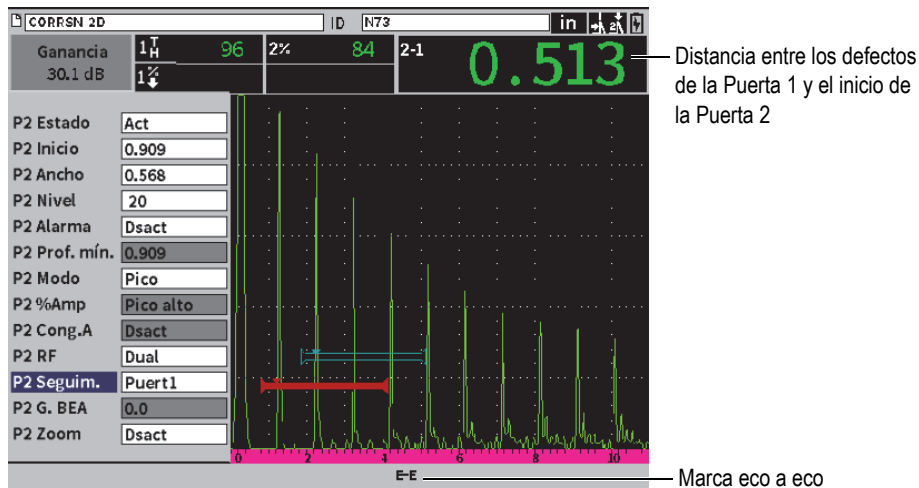 CORRSN 2D ID N73 in
Ganancia
30.1 dB
1 T H 96 2% 84 2-1 0.513
1%
Distancia entre los defectos
de la Puerta 1 y el inicio de
la Puerta 2
P2 Estado Act
P2 Inicio 0.909
P2 Ancho 0.568
P2 Nivel 20
P2 Alarma Dsact
P2 Prof. mín. 0.909
P2 Modo Pico
P2 %Amp Pico alto
P2 Cong.A Dsact
P2 RF Dual
P2 Seguim. Puert1
P2 G. BEA 0.0
P2 Zoom Dsact
0 2 4 6 8 10
E-E
Marca eco a eco